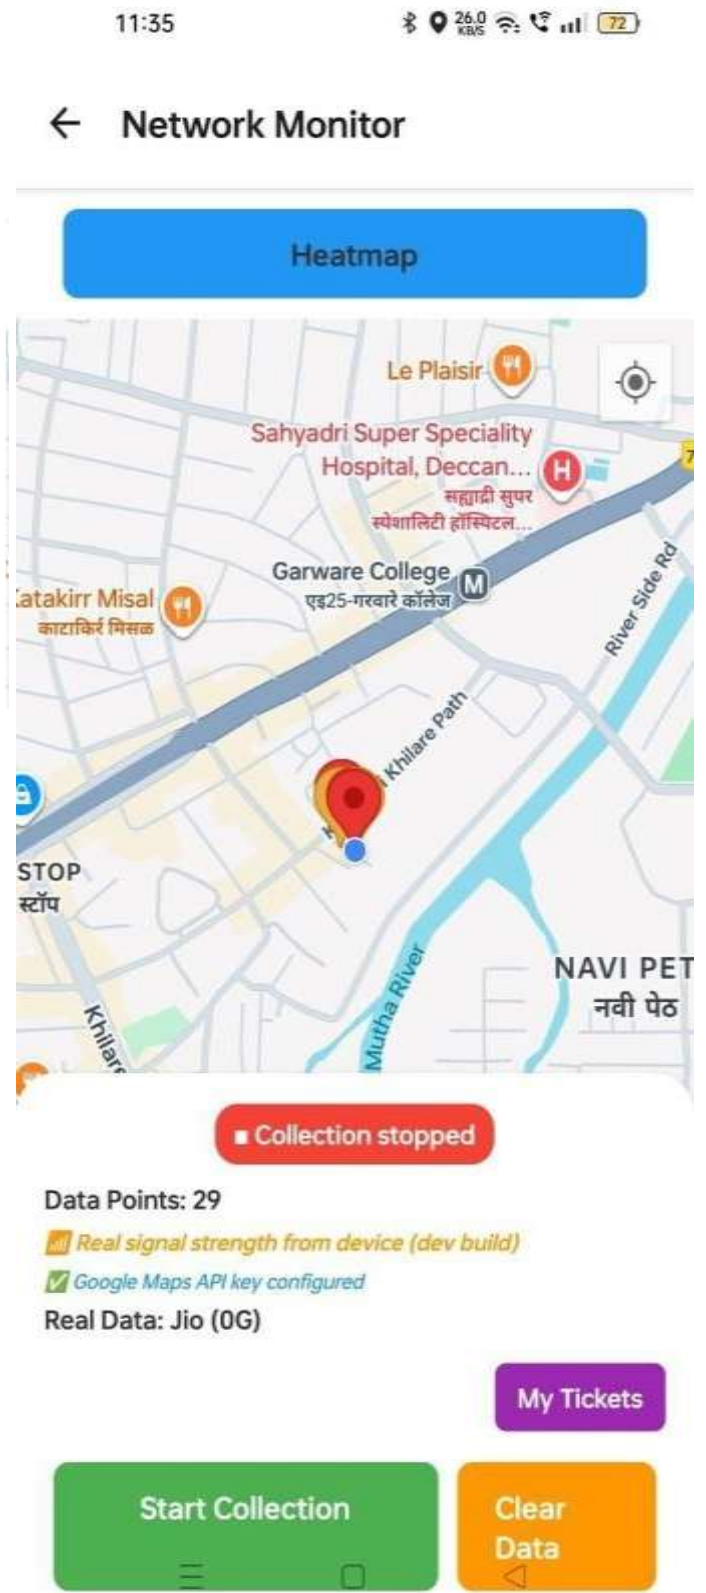 11:35
26.0
KB/S
72
Network Monitor
Heatmap
Le Plaisir
Sahyadri Super Speciality
Hospital, Deccan...
सह्याद्री सुपर
स्पेशालिटी हॉस्पिटल...
7
River Side Rd
Garware College
एइ25-गरवारे कॉलेज
M
atakirr Misal
काटाकिर्र मिसळ
i Khilare Path
STOP
स्टॉप
NAVI PET
नवी पेठ
Mutha River
Khilare
■ Collection stopped
Data Points: 29
Real signal strength from device (dev build)
✅ Google Maps API key configured
Real Data: Jio (0G)
My Tickets
Start Collection
Clear
Data